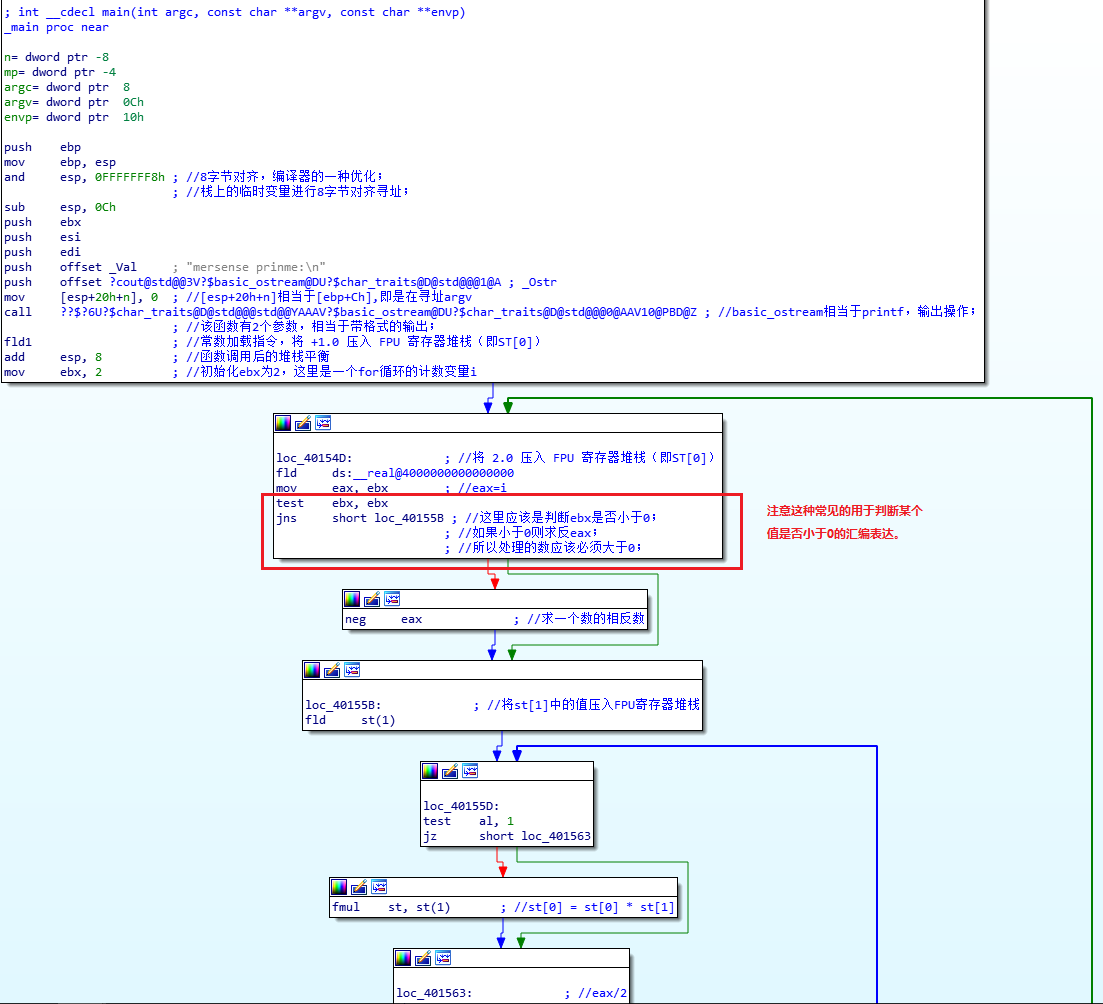 ; int __cdecl main(int argc, const char **argv, const char **envp)
_main proc near
n= dword ptr -8
mp= dword ptr -4
argc= dword ptr  8
argv= dword ptr  0Ch
envp= dword ptr  10h
push    ebp
mov     ebp, esp
and     esp, 0FFFFFFF8h ; //8字节对齐，编译器的一种优化；
; //栈上的临时变量进行8字节对齐寻址；
sub     esp, 0Ch
push    ebx
push    esi
push    edi
push    offset _Val     ; "mersense prinme:\n"
push    offset ?cout@std@@3V?$basic_ostream@DU?$char_traits@D@std@@@1@A ; _Ostr
mov     [esp+20h+n], 0  ; //[esp+20h+n]相当于[ebp+Ch],即是在寻址argv
call    ??$?6U?$char_traits@D@std@@@std@@YAAAV?$basic_ostream@DU?$char_traits@D@std@@@0@AAV10@PBD@Z ; //basic_ostream相当于printf，输出操作；
; //该函数有2个参数，相当于带格式的输出；
fld1                    ; //常数加载指令，将 +1.0 压入 FPU 寄存器堆栈（即ST[0]）
add     esp, 8          ; //函数调用后的堆栈平衡
mov     ebx, 2          ; //初始化ebx为2，这里是一个for循环的计数变量i
loc_40154D:             ; //将 2.0 压入 FPU 寄存器堆栈（即ST[0]）
fld     ds:__real@4000000000000000
mov     eax, ebx        ; //eax=i
test    ebx, ebx
jns     short loc_40155B ; //这里应该是判断ebx是否小于0；
; //如果小于0则求反eax；
; //所以处理的数应该必须大于0；
注意这种常见的用于判断某个
值是否小于0的汇编表达。
neg     eax             ; //求一个数的相反数
loc_40155B:             ; //将st[1]中的值压入FPU寄存器堆栈
fld     st(1)
loc_40155D:
test    al, 1
jz      short loc_401563
fmul    st, st(1)       ; //st[0] = st[0] * st[1]
loc_401563:             ; //eax/2